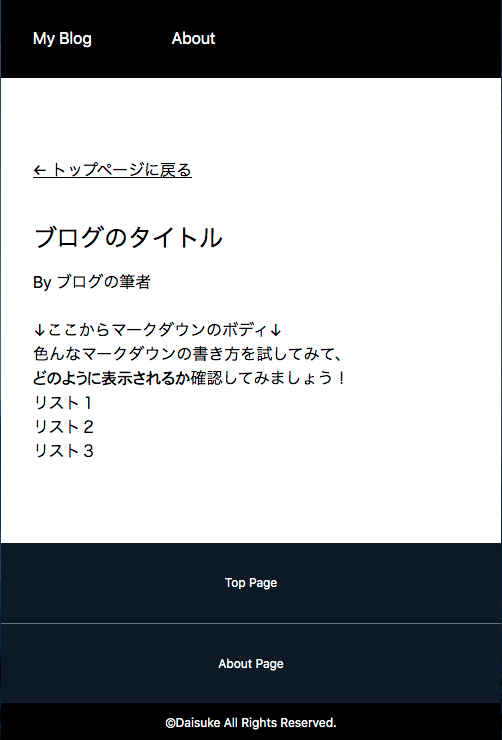 My Blog About
← トップページに戻る
ブログのタイトル
By ブログの筆者
↓ここからマークダウンのボディ↓
色んなマークダウンの書き方を試してみて、
どのように表示されるか確認してみましょう！
リスト１
リスト２
リスト３
Top Page
About Page
©Daisuke All Rights Reserved.